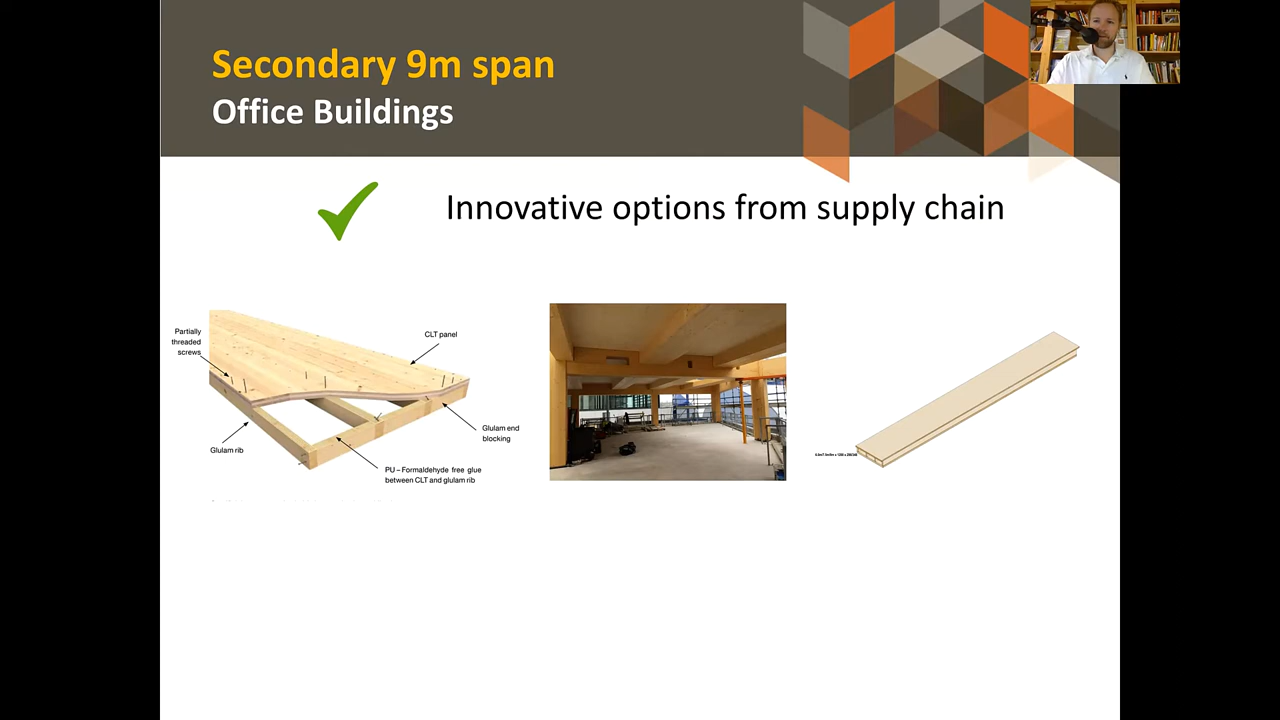 Secondary 9m span
Office Buildings
Innovative options from supply chain
Partially
threaded
screws
CLT panel
Glulam rib
Glulam end
blocking
PU – Formaldehyde free glue
between CLT and glulam rib